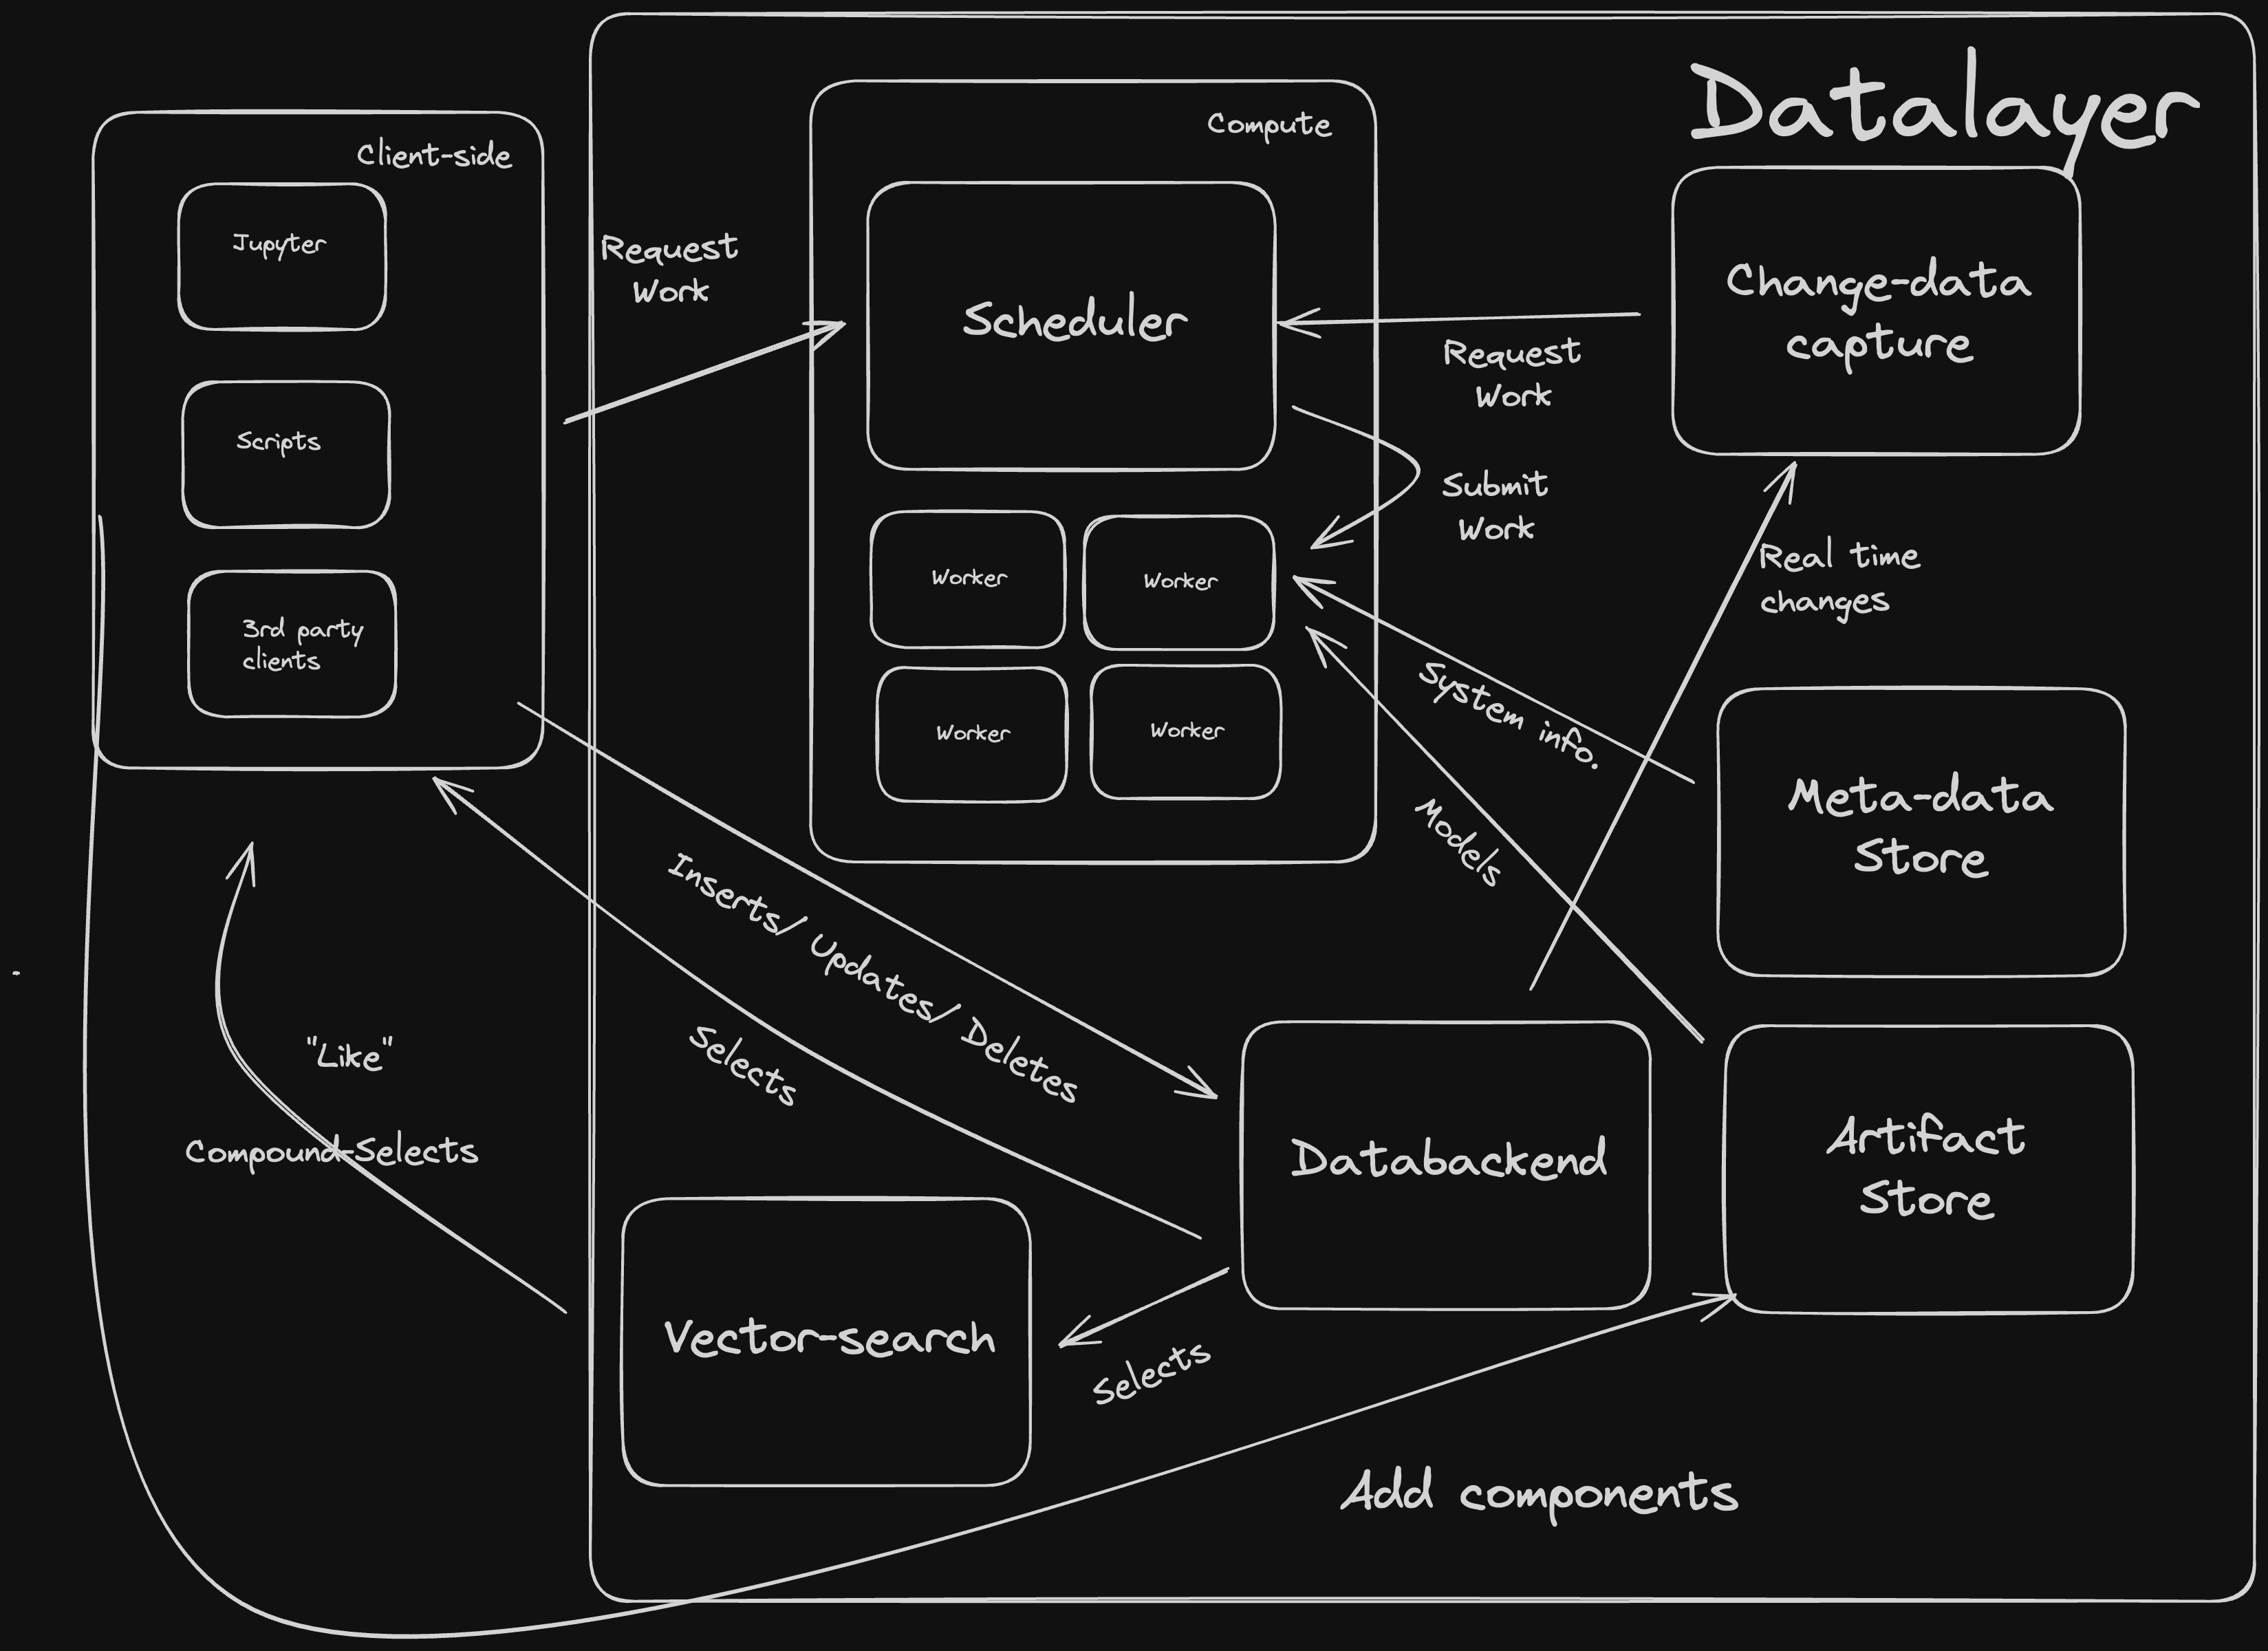 Datalayer
Client-side
Jupyter
Scripts
3rd party
clients
Request
Work
Compute
Scheduler
Worker
Worker
Worker
Worker
Request
Work
Submit
Work
Change-data
capture
Real time
changes
System info.
Models
Meta-data
Store
Inserts/ Updates/ Deletes
Selects
"Like"
Compound-Selects
Databackend
Artifact
Store
Vector-search
Selects
Add components